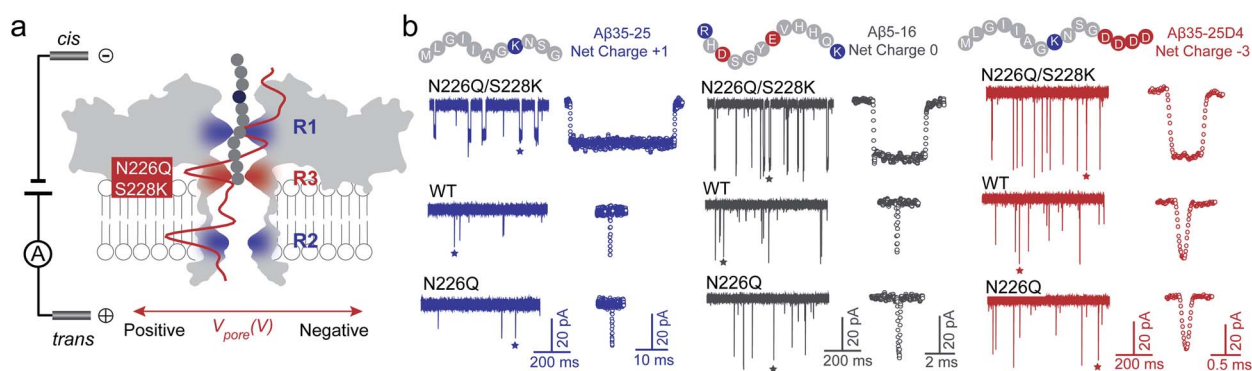 a
cis
⊖
R1
N226Q
S228K
R3
R2
A
trans
⊕
Positive
Vpore(V)
Negative
b
M L G I I A G K N S G
Aβ35-25
Net Charge +1
R H D S G Y E V H H Q K
Aβ5-16
Net Charge 0
M L G I I A G K N S G D D D D
Aβ35-25D4
Net Charge -3
N226Q/S228K
WT
N226Q
20 pA
200 ms
20 pA
10 ms
N226Q/S228K
WT
N226Q
20 pA
200 ms
20 pA
2 ms
N226Q/S228K
WT
N226Q
20 pA
200 ms
20 pA
0.5 ms